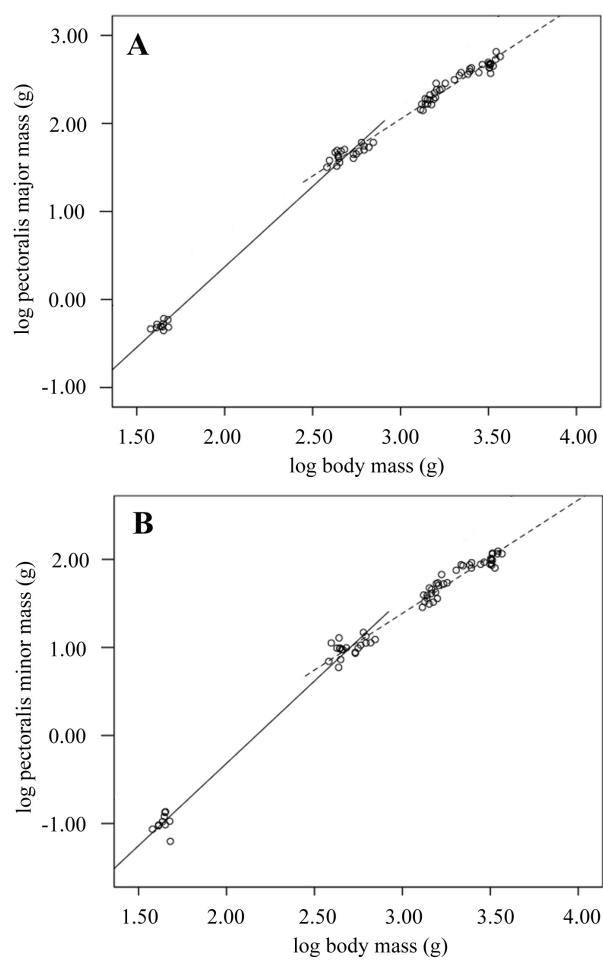 A
3.00
2.00
1.00
0.00
-1.00
log pectoralis major mass (g)
1.50 2.00 2.50 3.00 3.50 4.00
log body mass (g)
B
2.00
1.00
0.00
-1.00
log pectoralis minor mass (g)
1.50 2.00 2.50 3.00 3.50 4.00
log body mass (g)